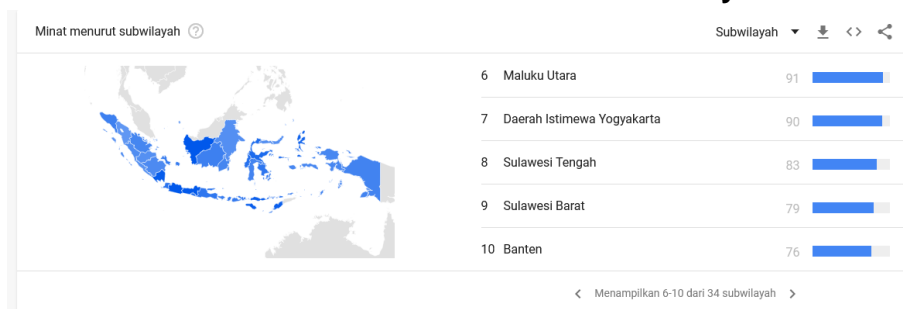 Minat menurut subwilayah
Subwilayah
6 Maluku Utara 91
7 Daerah Istimewa Yogyakarta 90
8 Sulawesi Tengah 83
9 Sulawesi Barat 79
10 Banten 76
Menampilkan 6-10 dari 34 subwilayah